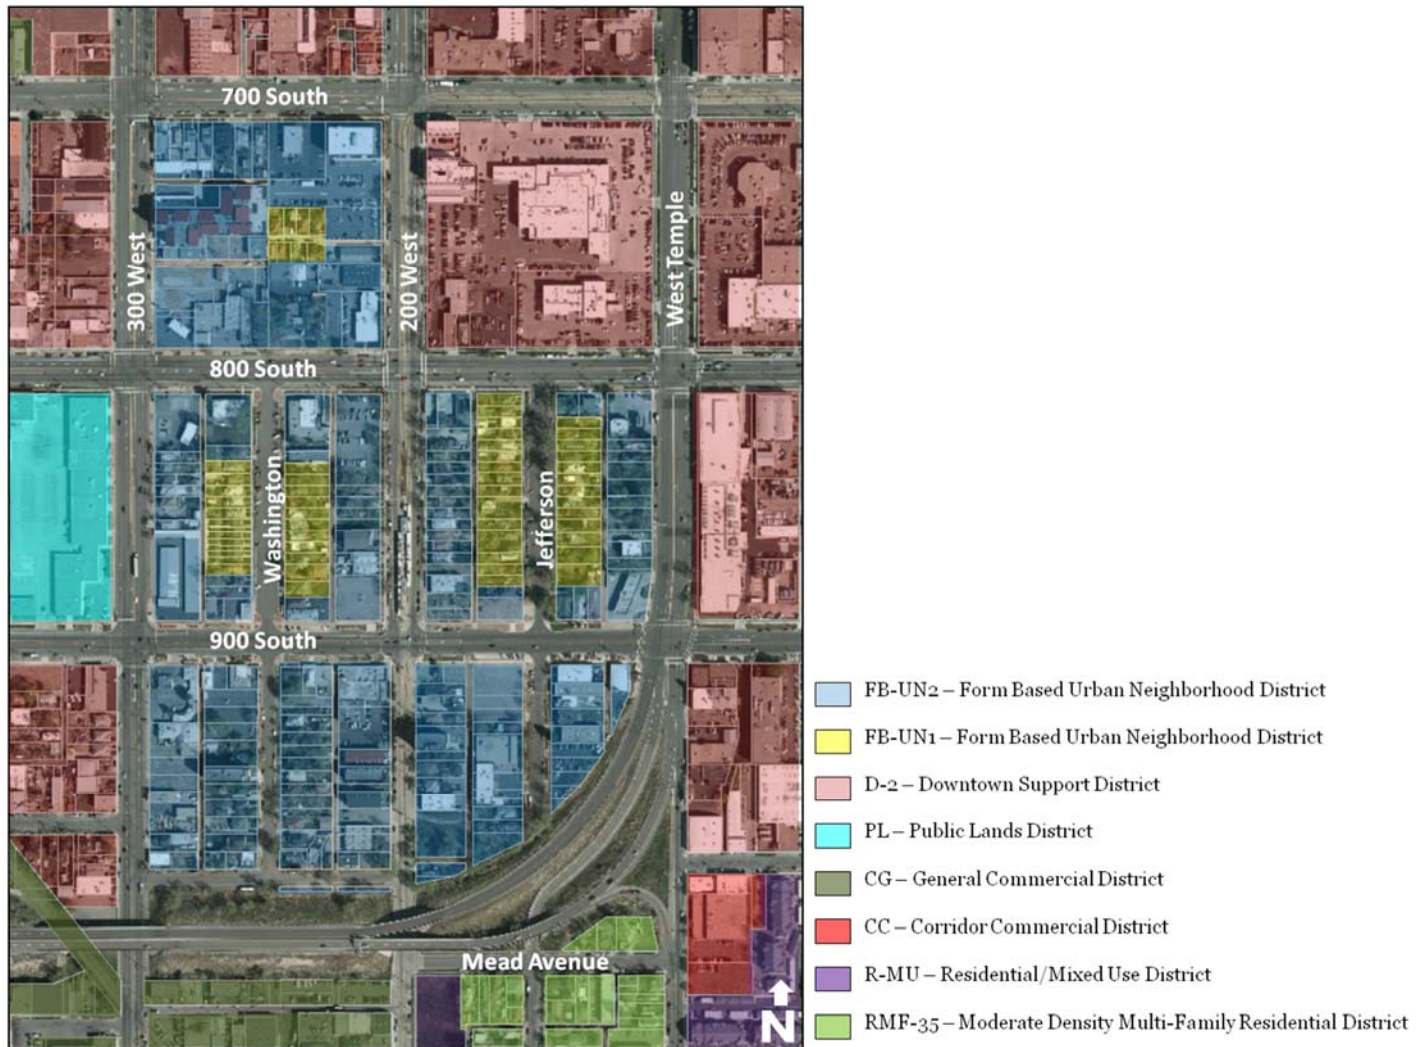 700 South
300 West
200 West
West Temple
800 South
Washington
Jefferson
900 South
Mead Avenue
N
FB-UN2 – Form Based Urban Neighborhood District
FB-UN1 – Form Based Urban Neighborhood District
D-2 – Downtown Support District
PL – Public Lands District
CG – General Commercial District
CC – Corridor Commercial District
R-MU – Residential/Mixed Use District
RMF-35 – Moderate Density Multi-Family Residential District